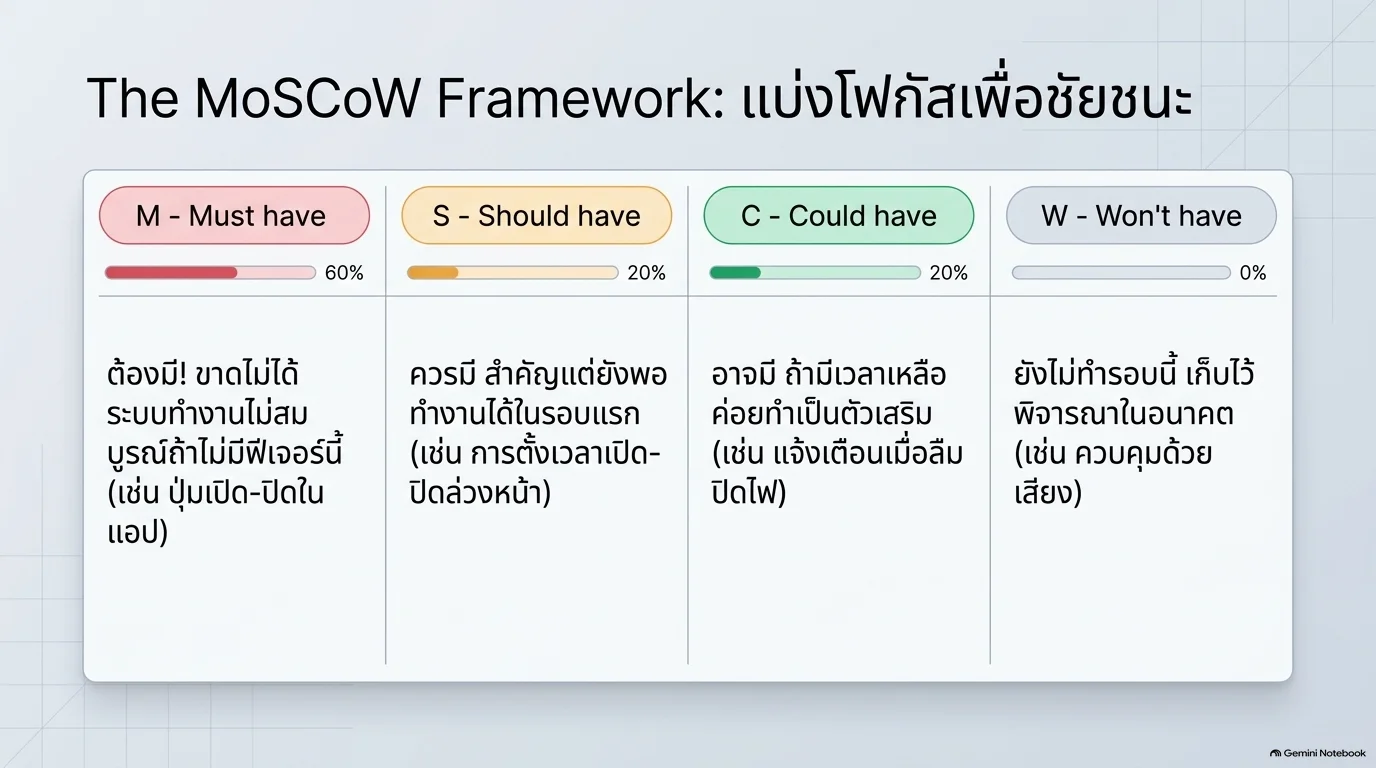 The MoSCoW Framework: แบ่งโฟกัสเพื่อชัยชนะ
M - Must have
60%
ต้องมี! ขาดไม่ได้
ระบบทำงานไม่สม
บูรณ์ถ้าไม่มีฟีเจอร์นี้
(เช่น ปุ่มเปิด-ปิดใน
แอป)
S - Should have
20%
ควรมี สำคัญแต่ยังพอ
ทำงานได้ในรอบแรก
(เช่น การตั้งเวลาเปิด-
ปิดล่วงหน้า)
C - Could have
20%
อาจมี ถ้ามีเวลาเหลือ
ค่อยทำเป็นตัวเสริม
(เช่น แจ้งเตือนเมื่อลืม
ปิดไฟ)
W - Won't have
0%
ยังไม่ทำรอบนี้ เก็บไว้
พิจารณาในอนาคต
(เช่น ควบคุมด้วย
เสียง)
Gemini Notebook